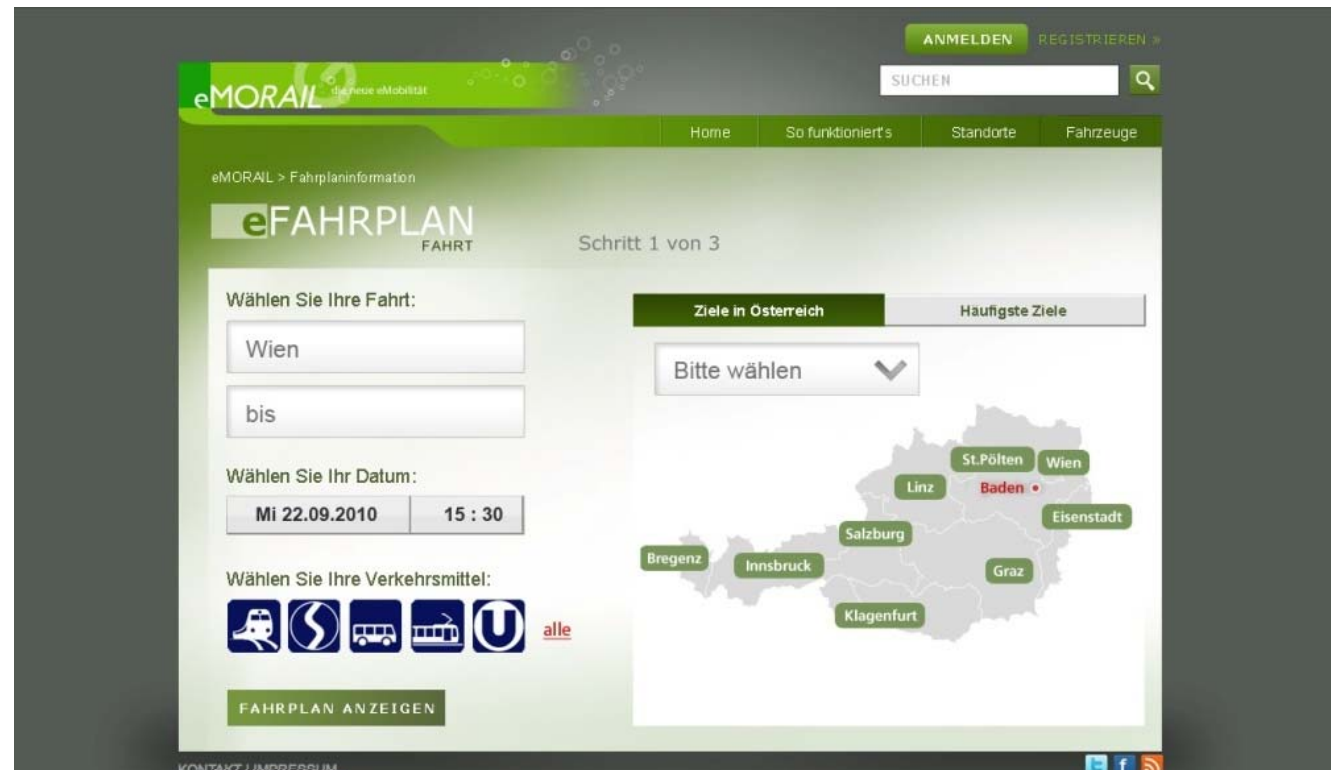 ANMELDEN REGISTRIEREN »
eMORAIL die neue eMobilität
SUCHEN
Home So funktioniert's Standorte Fahrzeuge
eMORAIL > Fahrplaninformation
eFAHRPLAN
FAHRT
Schritt 1 von 3
Wählen Sie Ihre Fahrt:
Wien
bis
Wählen Sie Ihr Datum:
Mi 22.09.2010 15 : 30
Wählen Sie Ihre Verkehrsmittel:
U alle
FAHRPLAN ANZEIGEN
Ziele in Österreich Häufigste Ziele
Bitte wählen
St.Pölten Wien
Linz Baden
Eisenstadt
Salzburg
Bregenz Innsbruck Graz
Klagenfurt
KONTAKT / IMPRESSUM